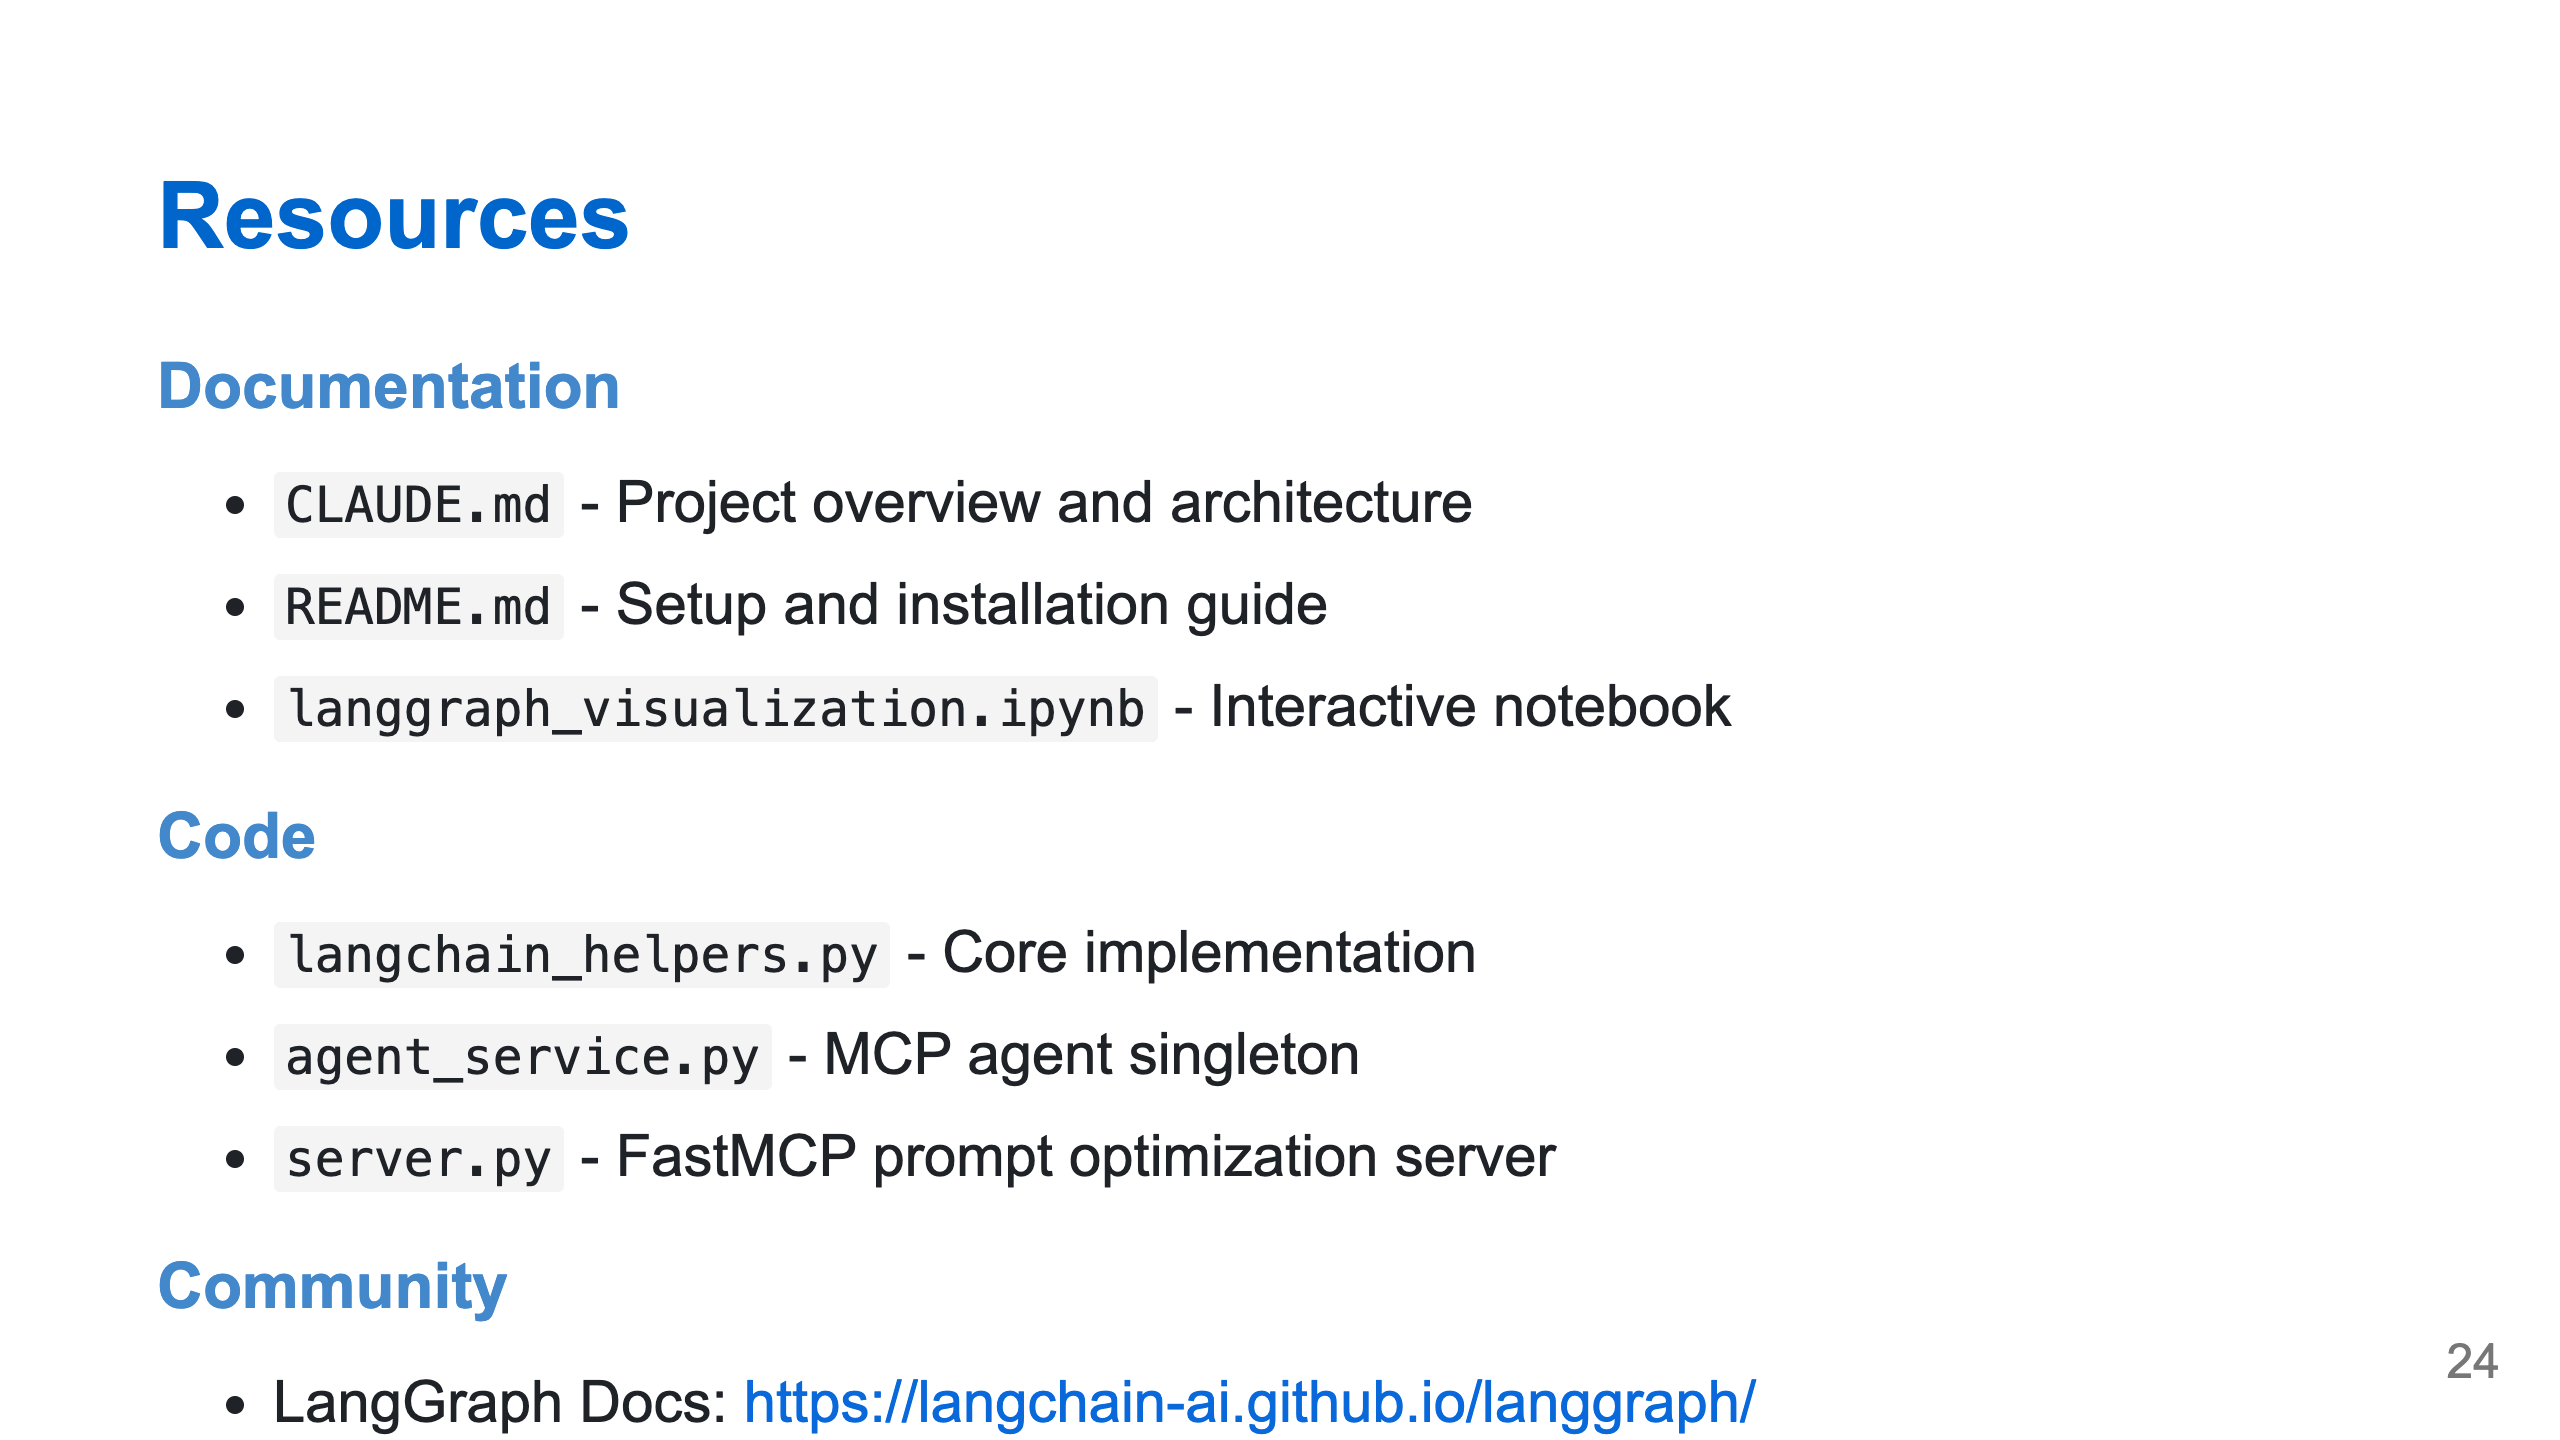 Resources
Documentation
CLAUDE.md - Project overview and architecture
README.md - Setup and installation guide
langgraph_visualization.ipynb - Interactive notebook
Code
langchain_helpers.py - Core implementation
agent_service.py - MCP agent singleton
server.py - FastMCP prompt optimization server
Community
LangGraph Docs: https://langchain-ai.github.io/langgraph/
24